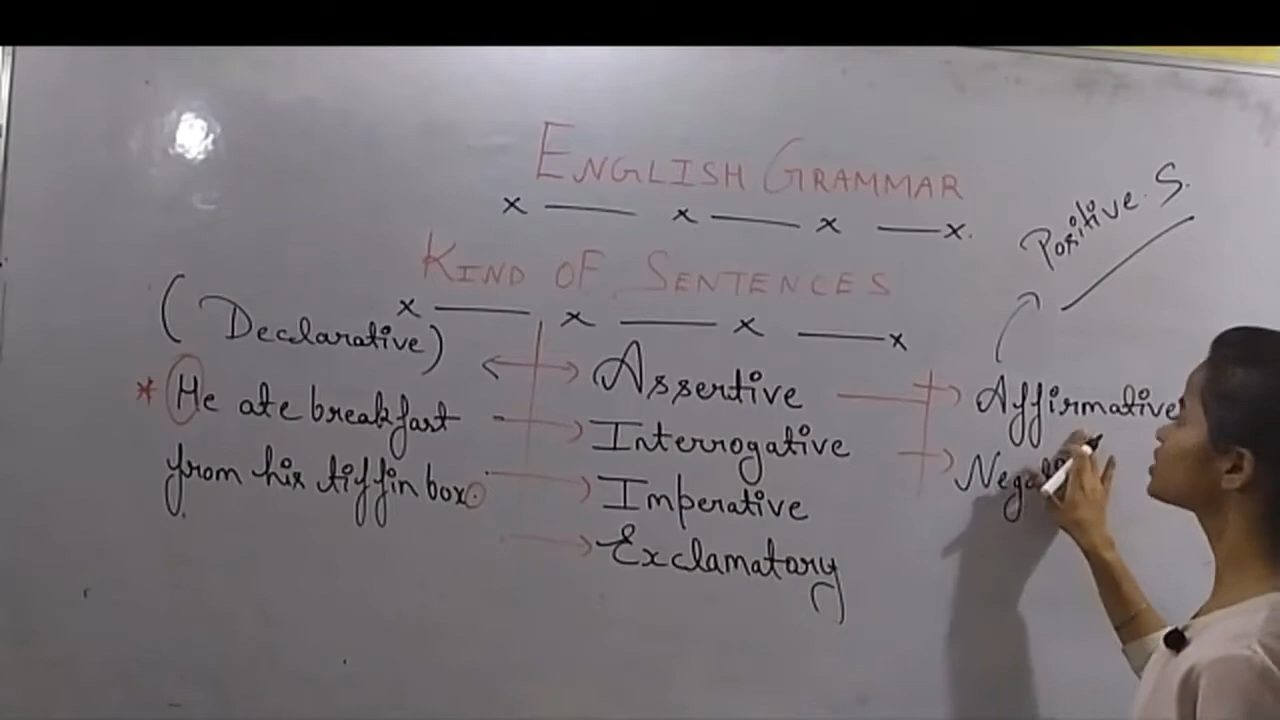 ENGLISH GRAMMAR
x — x — x — x.
KIND OF SENTENCES
x — x — x — x
(Declarative)
* He ate breakfast
from his tiffin box.
Assertive
Interrogative
Imperative
Exclamatory
Positive. S.
Affirmative